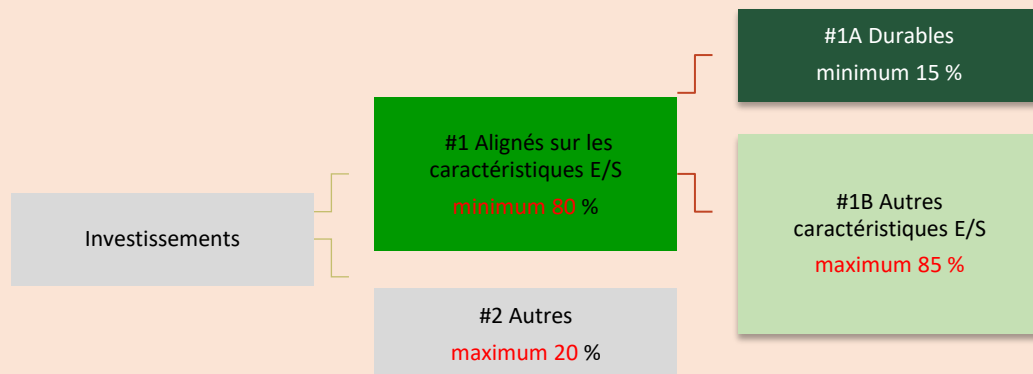 Investissements
#1 Alignés sur les
caractéristiques E/S
minimum 80 %
#2 Autres
maximum 20 %
#1A Durables
minimum 15 %
#1B Autres
caractéristiques E/S
maximum 85 %